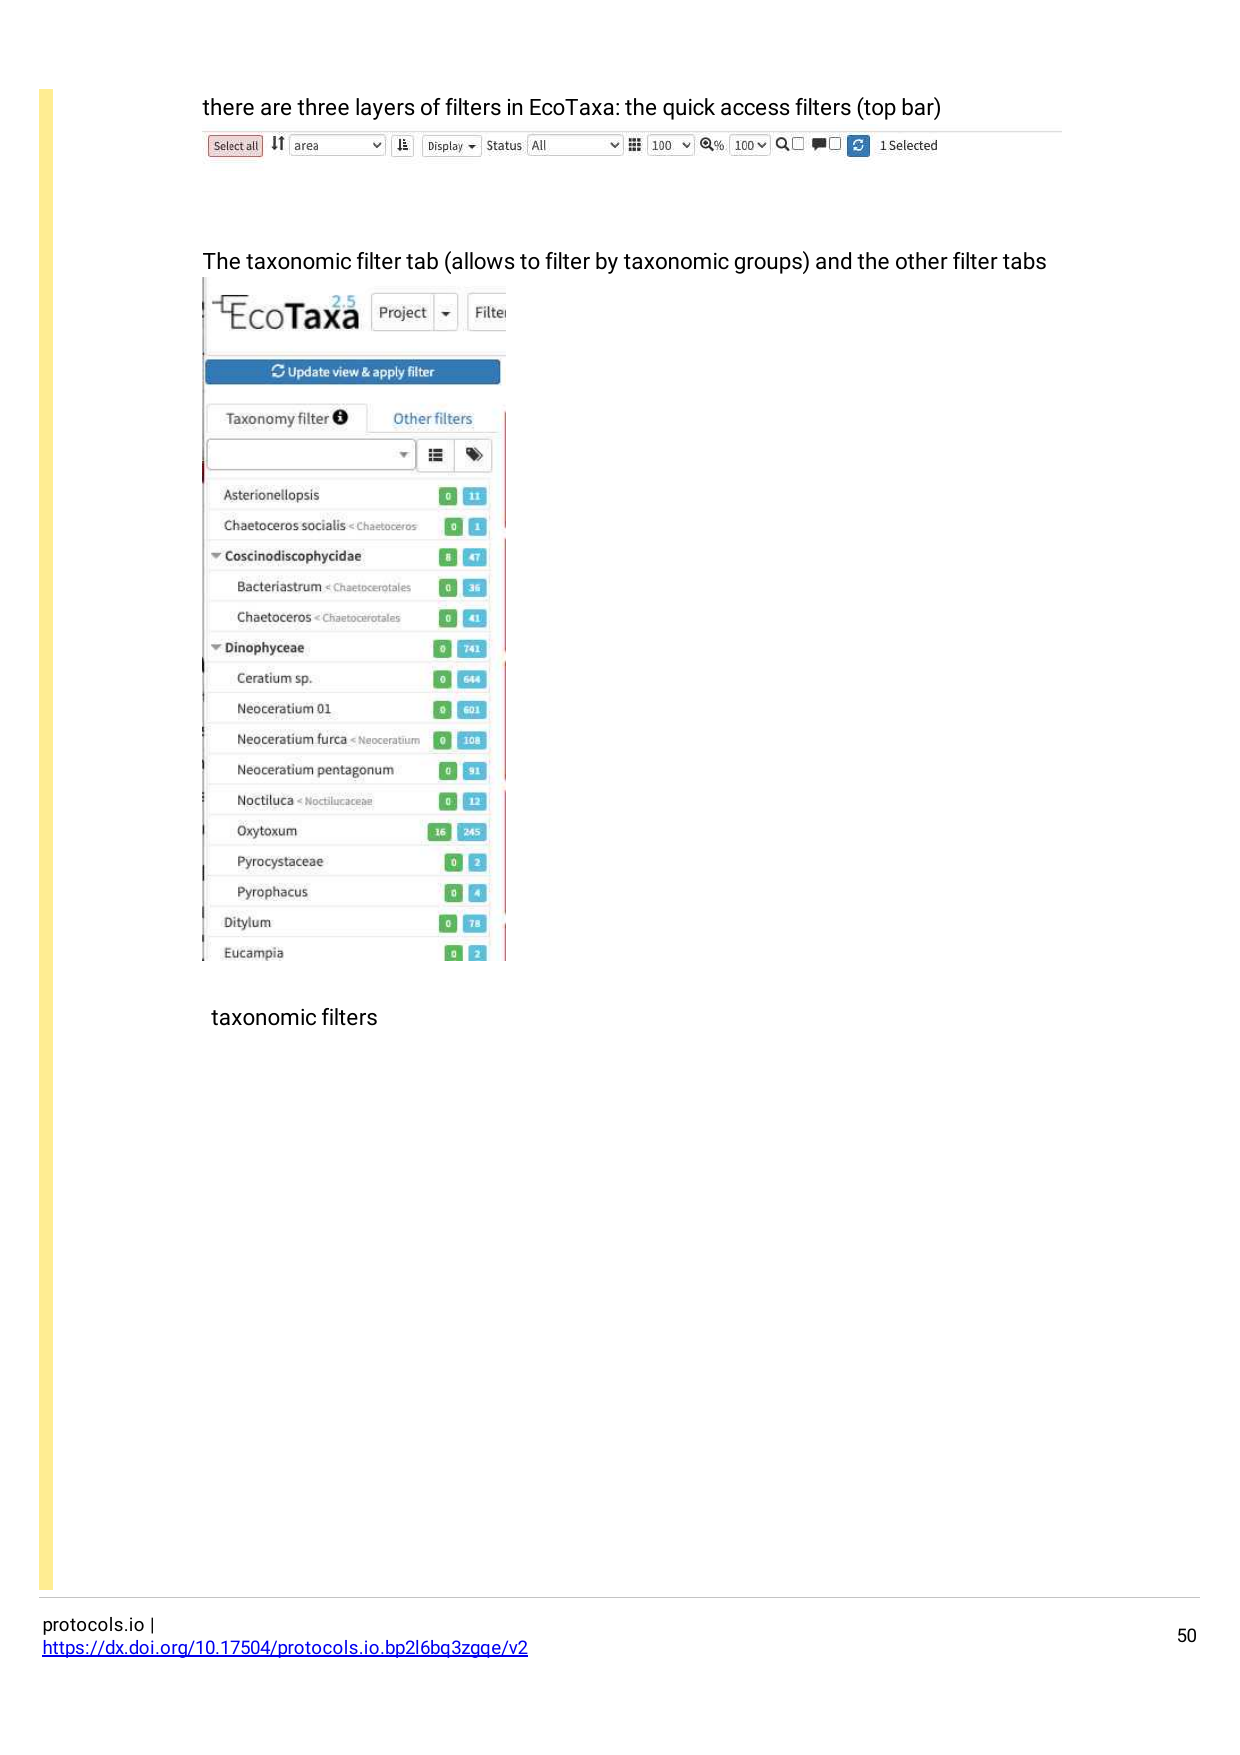 there are three layers of filters in EcoTaxa: the quick access filters (top bar)
Select all area Display Status All 100 % 100 1 Selected
The taxonomic filter tab (allows to filter by taxonomic groups) and the other filter tabs
EcoTaxa 2.5 Project Filter
Update view & apply filter
Taxonomy filter Other filters
Asterionellopsis 0 11
Chaetoceros socialis < Chaetoceros 0 1
Coscinodiscophycidae 8 47
Bacteriastrum < Chaetocerotales 0 36
Chaetoceros < Chaetocerotales 0 41
Dinophyceae 0 741
Ceratium sp. 0 644
Neoceratium 01 0 601
Neoceratium furca < Neoceratium 0 108
Neoceratium pentagonum 0 91
Noctiluca < Noctilucaceae 0 12
Oxytoxum 16 245
Pyrocystaceae 0 2
Pyrophacus 0 4
Ditylum 0 78
Eucampia 0 2
taxonomic filters
protocols.io |
https://dx.doi.org/10.17504/protocols.io.bp2l6bq3zgqe/v2
50